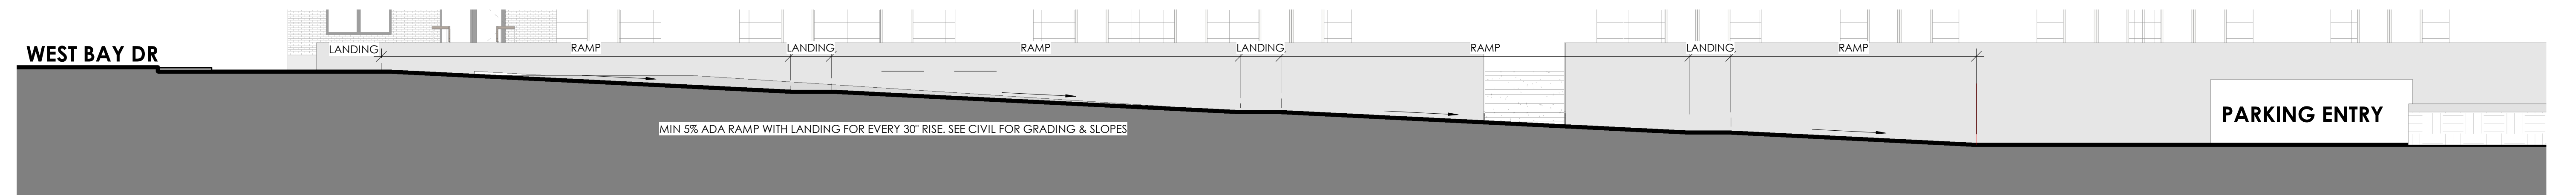 LANDING RAMP LANDING RAMP LANDING RAMP LANDING RAMP
WEST BAY DR
PARKING ENTRY
MIN 5% ADA RAMP WITH LANDING FOR EVERY 30" RISE. SEE CIVIL FOR GRADING & SLOPES